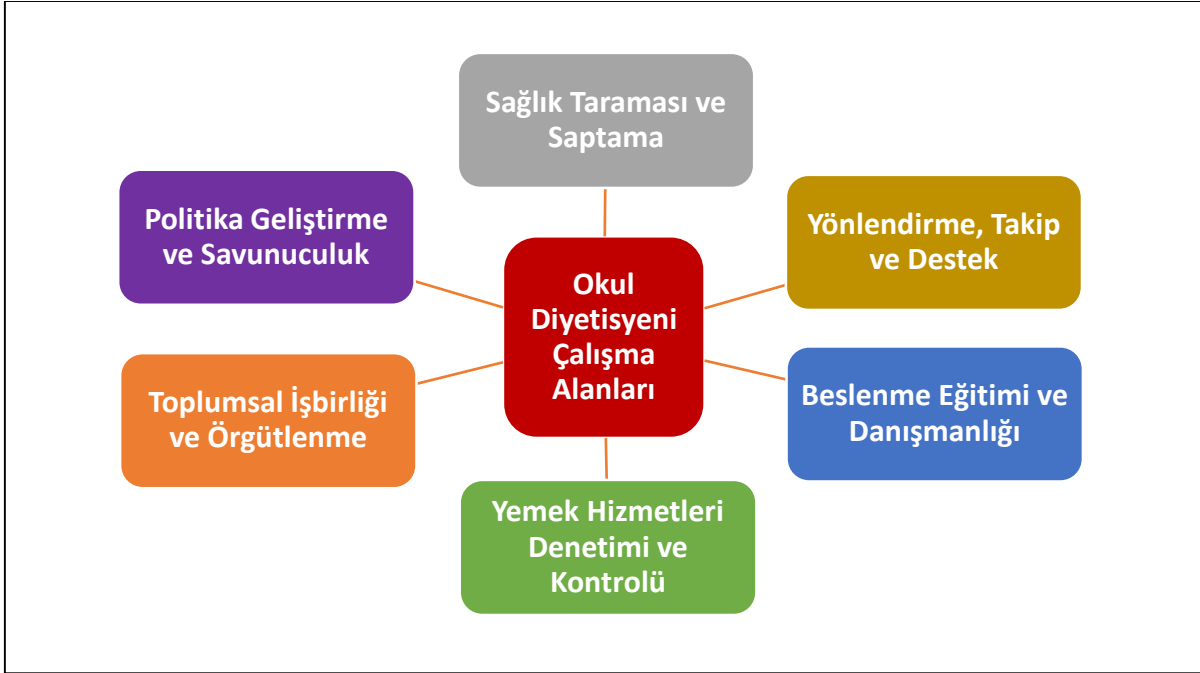 Sağlık Taraması ve
Saptama
Politika Geliştirme
ve Savunuculuk
Yönlendirme, Takip
ve Destek
Okul
Diyetisyeni
Çalışma
Alanları
Toplumsal İşbirliği
ve Örgütlenme
Beslenme Eğitimi ve
Danışmanlığı
Yemek Hizmetleri
Denetimi ve
Kontrolü